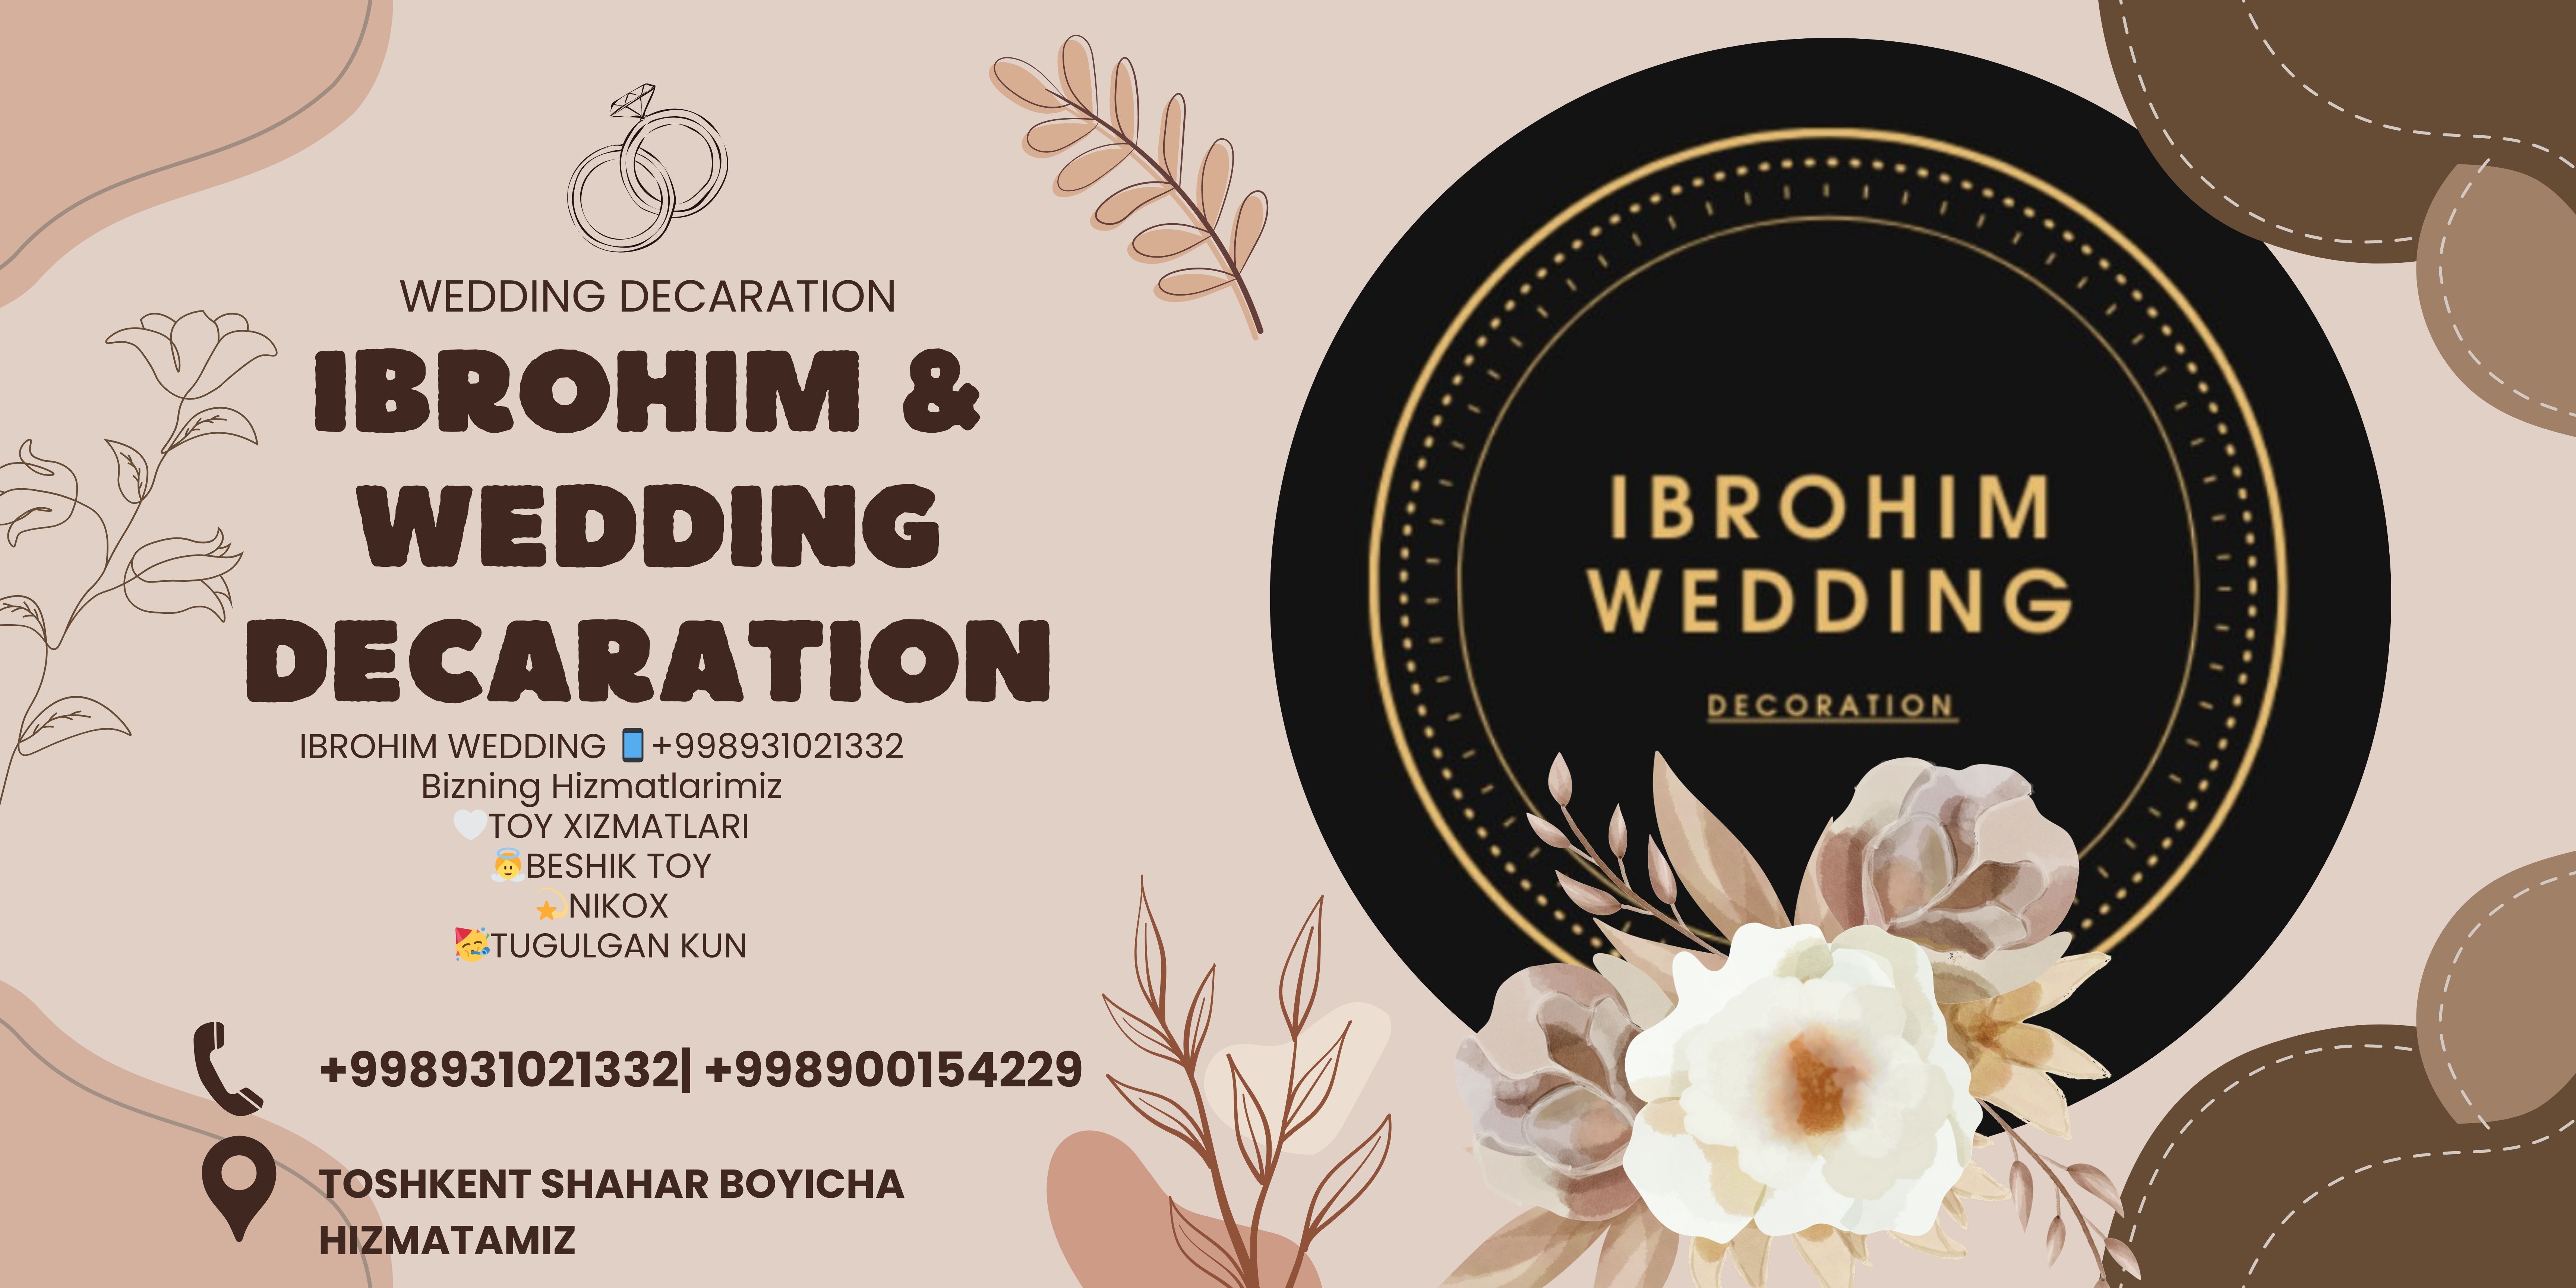 WEDDING DECARATION
IBROHIM &
WEDDING
DECARATION
IBROHIM WEDDING 📱+998931021332
Bizning Hizmatlarimiz
🤍TOY XIZMATLARI
👼BESHIK TOY
💫NIKOX
🥳TUGULGAN KUN
+998931021332| +998900154229
TOSHKENT SHAHAR BOYICHA
HIZMATAMIZ
IBROHIM
WEDDING
DECORATION